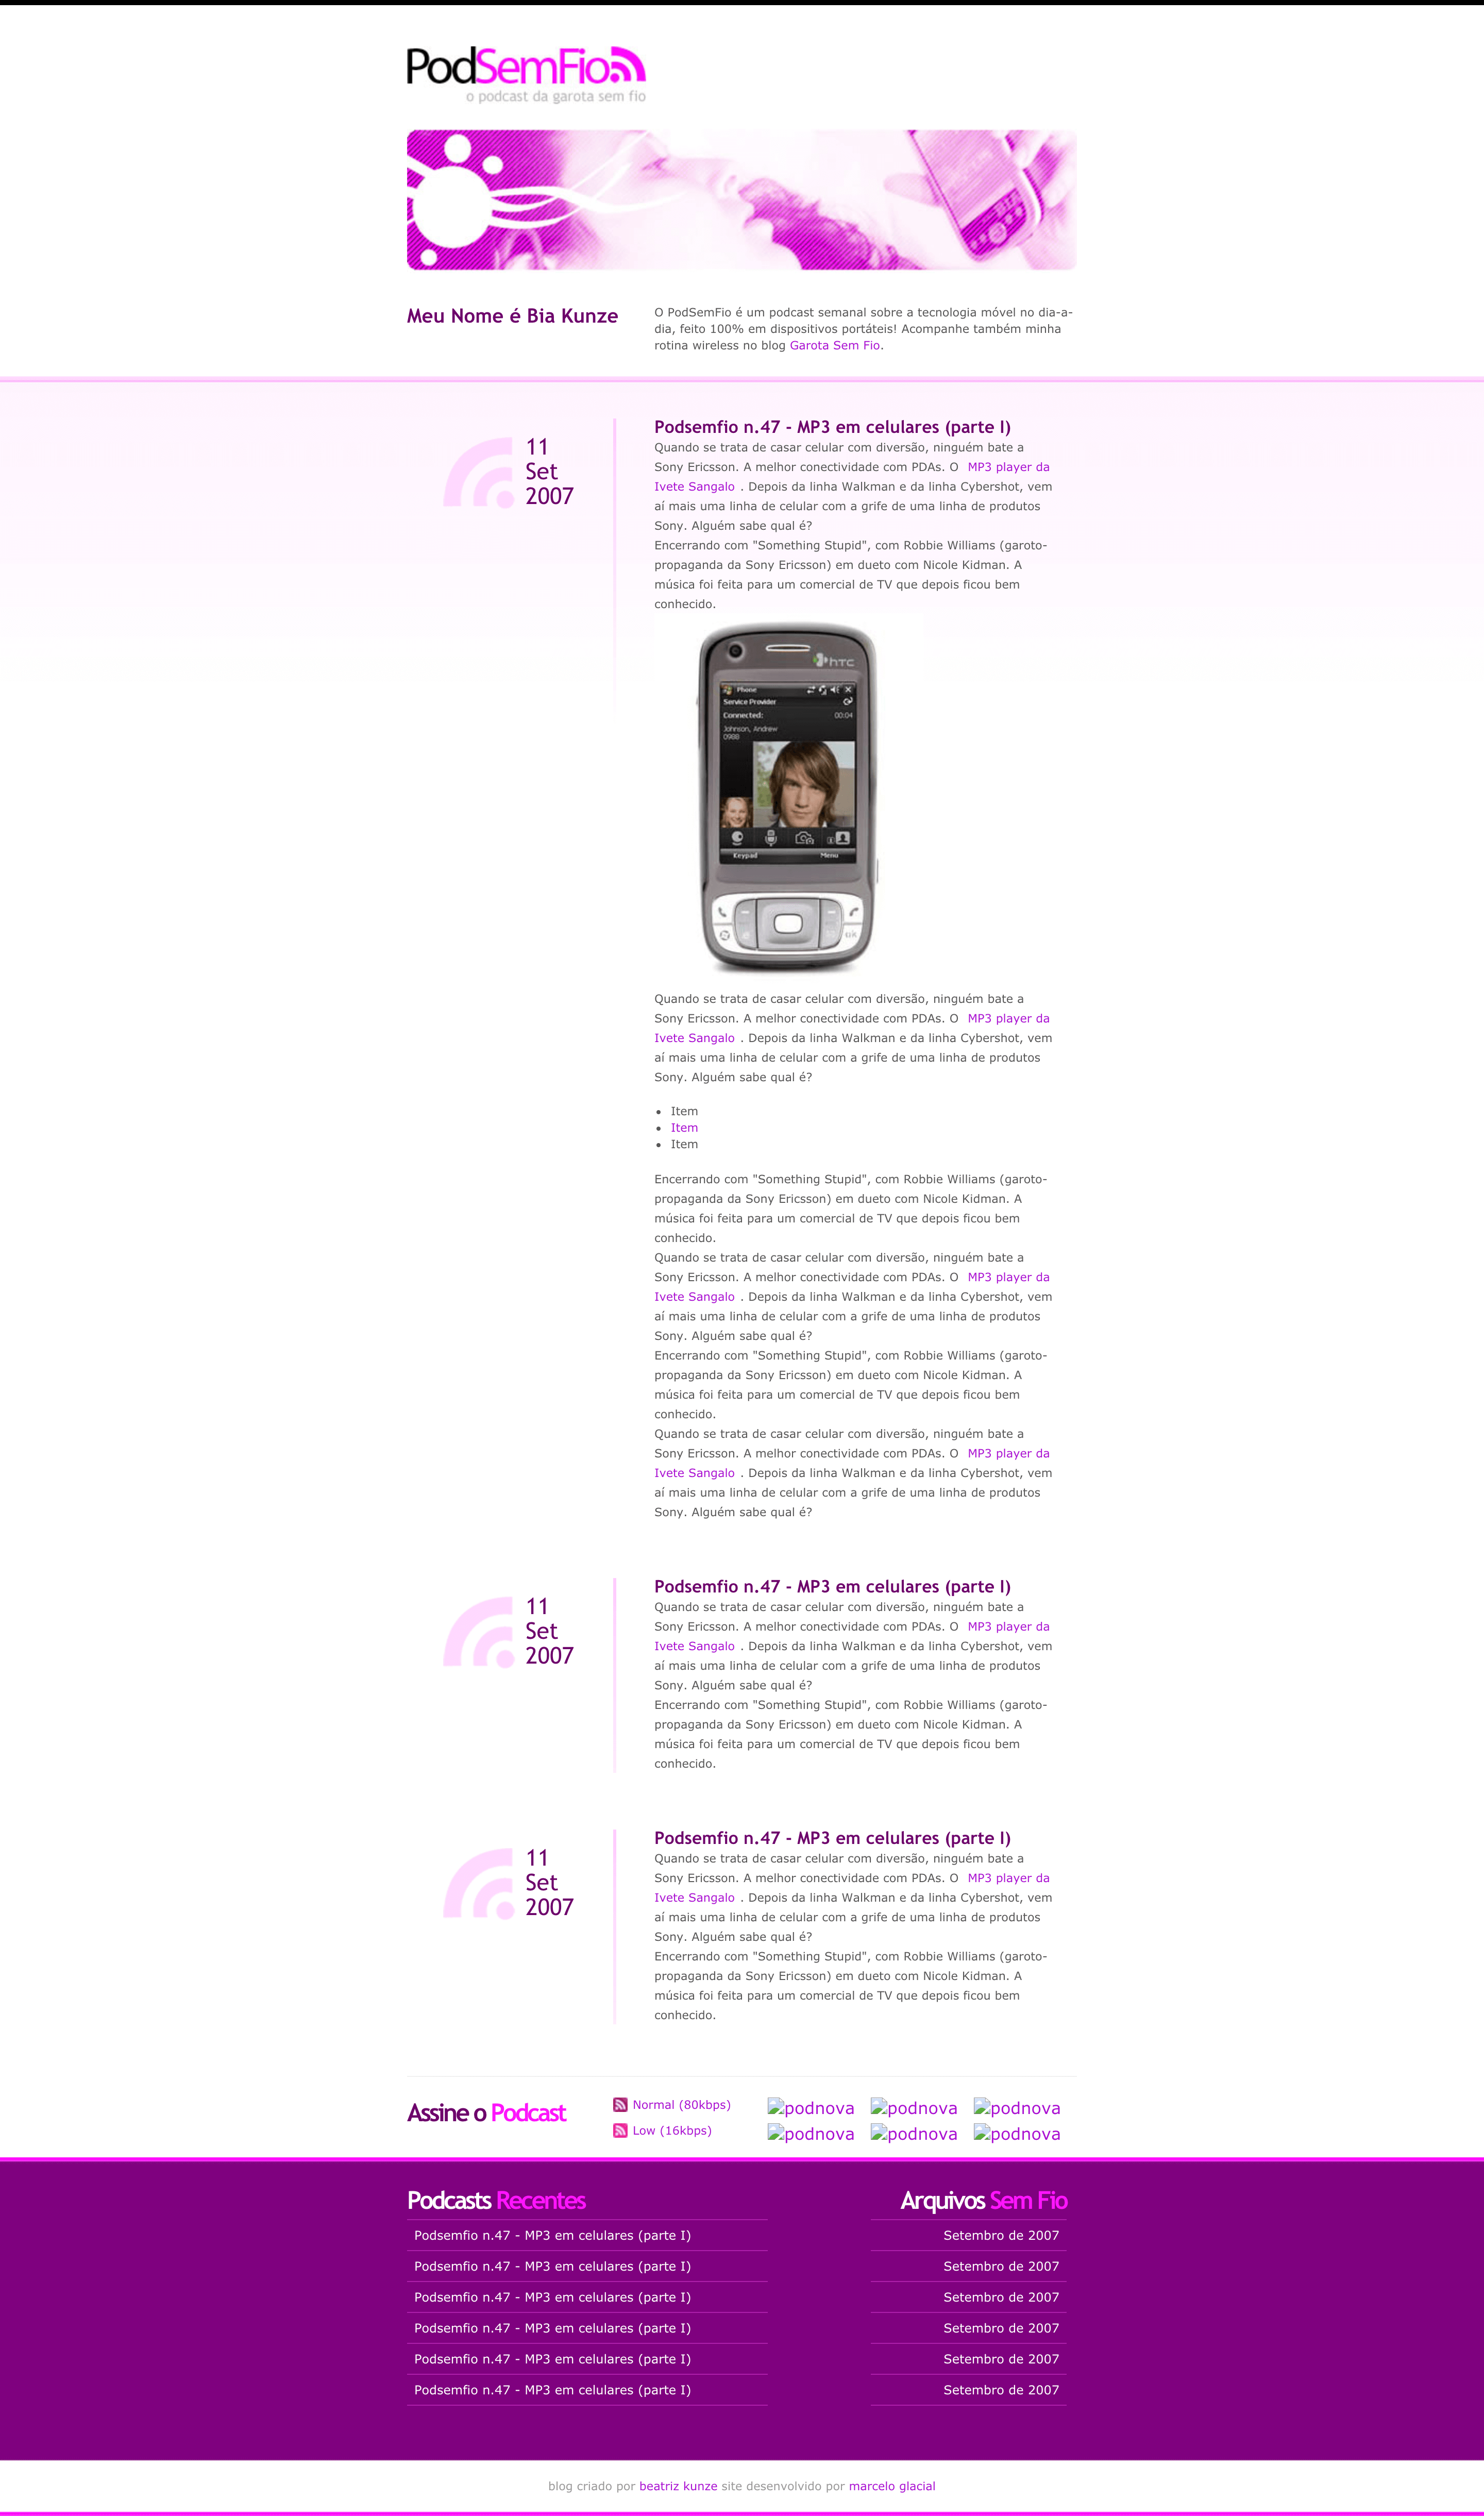 PodSemFio
o podcast da garota sem fio
Meu Nome é Bia Kunze
O PodSemFio é um podcast semanal sobre a tecnologia móvel no dia-a-
dia, feito 100% em dispositivos portáteis! Acompanhe também minha
rotina wireless no blog Garota Sem Fio.
11
Set
2007
Podsemfio n.47 - MP3 em celulares (parte I)
Quando se trata de casar celular com diversão, ninguém bate a
Sony Ericsson. A melhor conectividade com PDAs. O MP3 player da
Ivete Sangalo . Depois da linha Walkman e da linha Cybershot, vem
aí mais uma linha de celular com a grife de uma linha de produtos
Sony. Alguém sabe qual é?
Encerrando com "Something Stupid", com Robbie Williams (garoto-
propaganda da Sony Ericsson) em dueto com Nicole Kidman. A
música foi feita para um comercial de TV que depois ficou bem
conhecido.
hTC
Phone
Service Provider
Connected: 00:04
Johnson, Andrew
0988
Keypad Menu
ok
Quando se trata de casar celular com diversão, ninguém bate a
Sony Ericsson. A melhor conectividade com PDAs. O MP3 player da
Ivete Sangalo . Depois da linha Walkman e da linha Cybershot, vem
aí mais uma linha de celular com a grife de uma linha de produtos
Sony. Alguém sabe qual é?
• Item
• Item
• Item
Encerrando com "Something Stupid", com Robbie Williams (garoto-
propaganda da Sony Ericsson) em dueto com Nicole Kidman. A
música foi feita para um comercial de TV que depois ficou bem
conhecido.
Quando se trata de casar celular com diversão, ninguém bate a
Sony Ericsson. A melhor conectividade com PDAs. O MP3 player da
Ivete Sangalo . Depois da linha Walkman e da linha Cybershot, vem
aí mais uma linha de celular com a grife de uma linha de produtos
Sony. Alguém sabe qual é?
Encerrando com "Something Stupid", com Robbie Williams (garoto-
propaganda da Sony Ericsson) em dueto com Nicole Kidman. A
música foi feita para um comercial de TV que depois ficou bem
conhecido.
Quando se trata de casar celular com diversão, ninguém bate a
Sony Ericsson. A melhor conectividade com PDAs. O MP3 player da
Ivete Sangalo . Depois da linha Walkman e da linha Cybershot, vem
aí mais uma linha de celular com a grife de uma linha de produtos
Sony. Alguém sabe qual é?
11
Set
2007
Podsemfio n.47 - MP3 em celulares (parte I)
Quando se trata de casar celular com diversão, ninguém bate a
Sony Ericsson. A melhor conectividade com PDAs. O MP3 player da
Ivete Sangalo . Depois da linha Walkman e da linha Cybershot, vem
aí mais uma linha de celular com a grife de uma linha de produtos
Sony. Alguém sabe qual é?
Encerrando com "Something Stupid", com Robbie Williams (garoto-
propaganda da Sony Ericsson) em dueto com Nicole Kidman. A
música foi feita para um comercial de TV que depois ficou bem
conhecido.
11
Set
2007
Podsemfio n.47 - MP3 em celulares (parte I)
Quando se trata de casar celular com diversão, ninguém bate a
Sony Ericsson. A melhor conectividade com PDAs. O MP3 player da
Ivete Sangalo . Depois da linha Walkman e da linha Cybershot, vem
aí mais uma linha de celular com a grife de uma linha de produtos
Sony. Alguém sabe qual é?
Encerrando com "Something Stupid", com Robbie Williams (garoto-
propaganda da Sony Ericsson) em dueto com Nicole Kidman. A
música foi feita para um comercial de TV que depois ficou bem
conhecido.
Assine o Podcast
Normal (80kbps)
Low (16kbps)
podnova podnova podnova
podnova podnova podnova
Podcasts Recentes
Podsemfio n.47 - MP3 em celulares (parte I)
Podsemfio n.47 - MP3 em celulares (parte I)
Podsemfio n.47 - MP3 em celulares (parte I)
Podsemfio n.47 - MP3 em celulares (parte I)
Podsemfio n.47 - MP3 em celulares (parte I)
Podsemfio n.47 - MP3 em celulares (parte I)
Arquivos Sem Fio
Setembro de 2007
Setembro de 2007
Setembro de 2007
Setembro de 2007
Setembro de 2007
Setembro de 2007
blog criado por beatriz kunze site desenvolvido por marcelo glacial